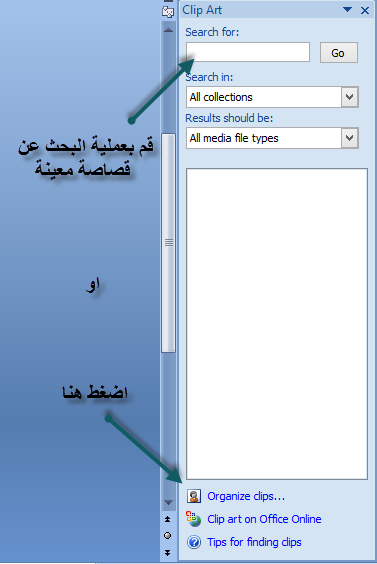 Clip Art
Search for:
Go
Search in:
All collections
Results should be:
All media file types
قم بعملية البحث عن
قصاصة معينة
او
اضغط هنا
Organize clips...
Clip art on Office Online
Tips for finding clips